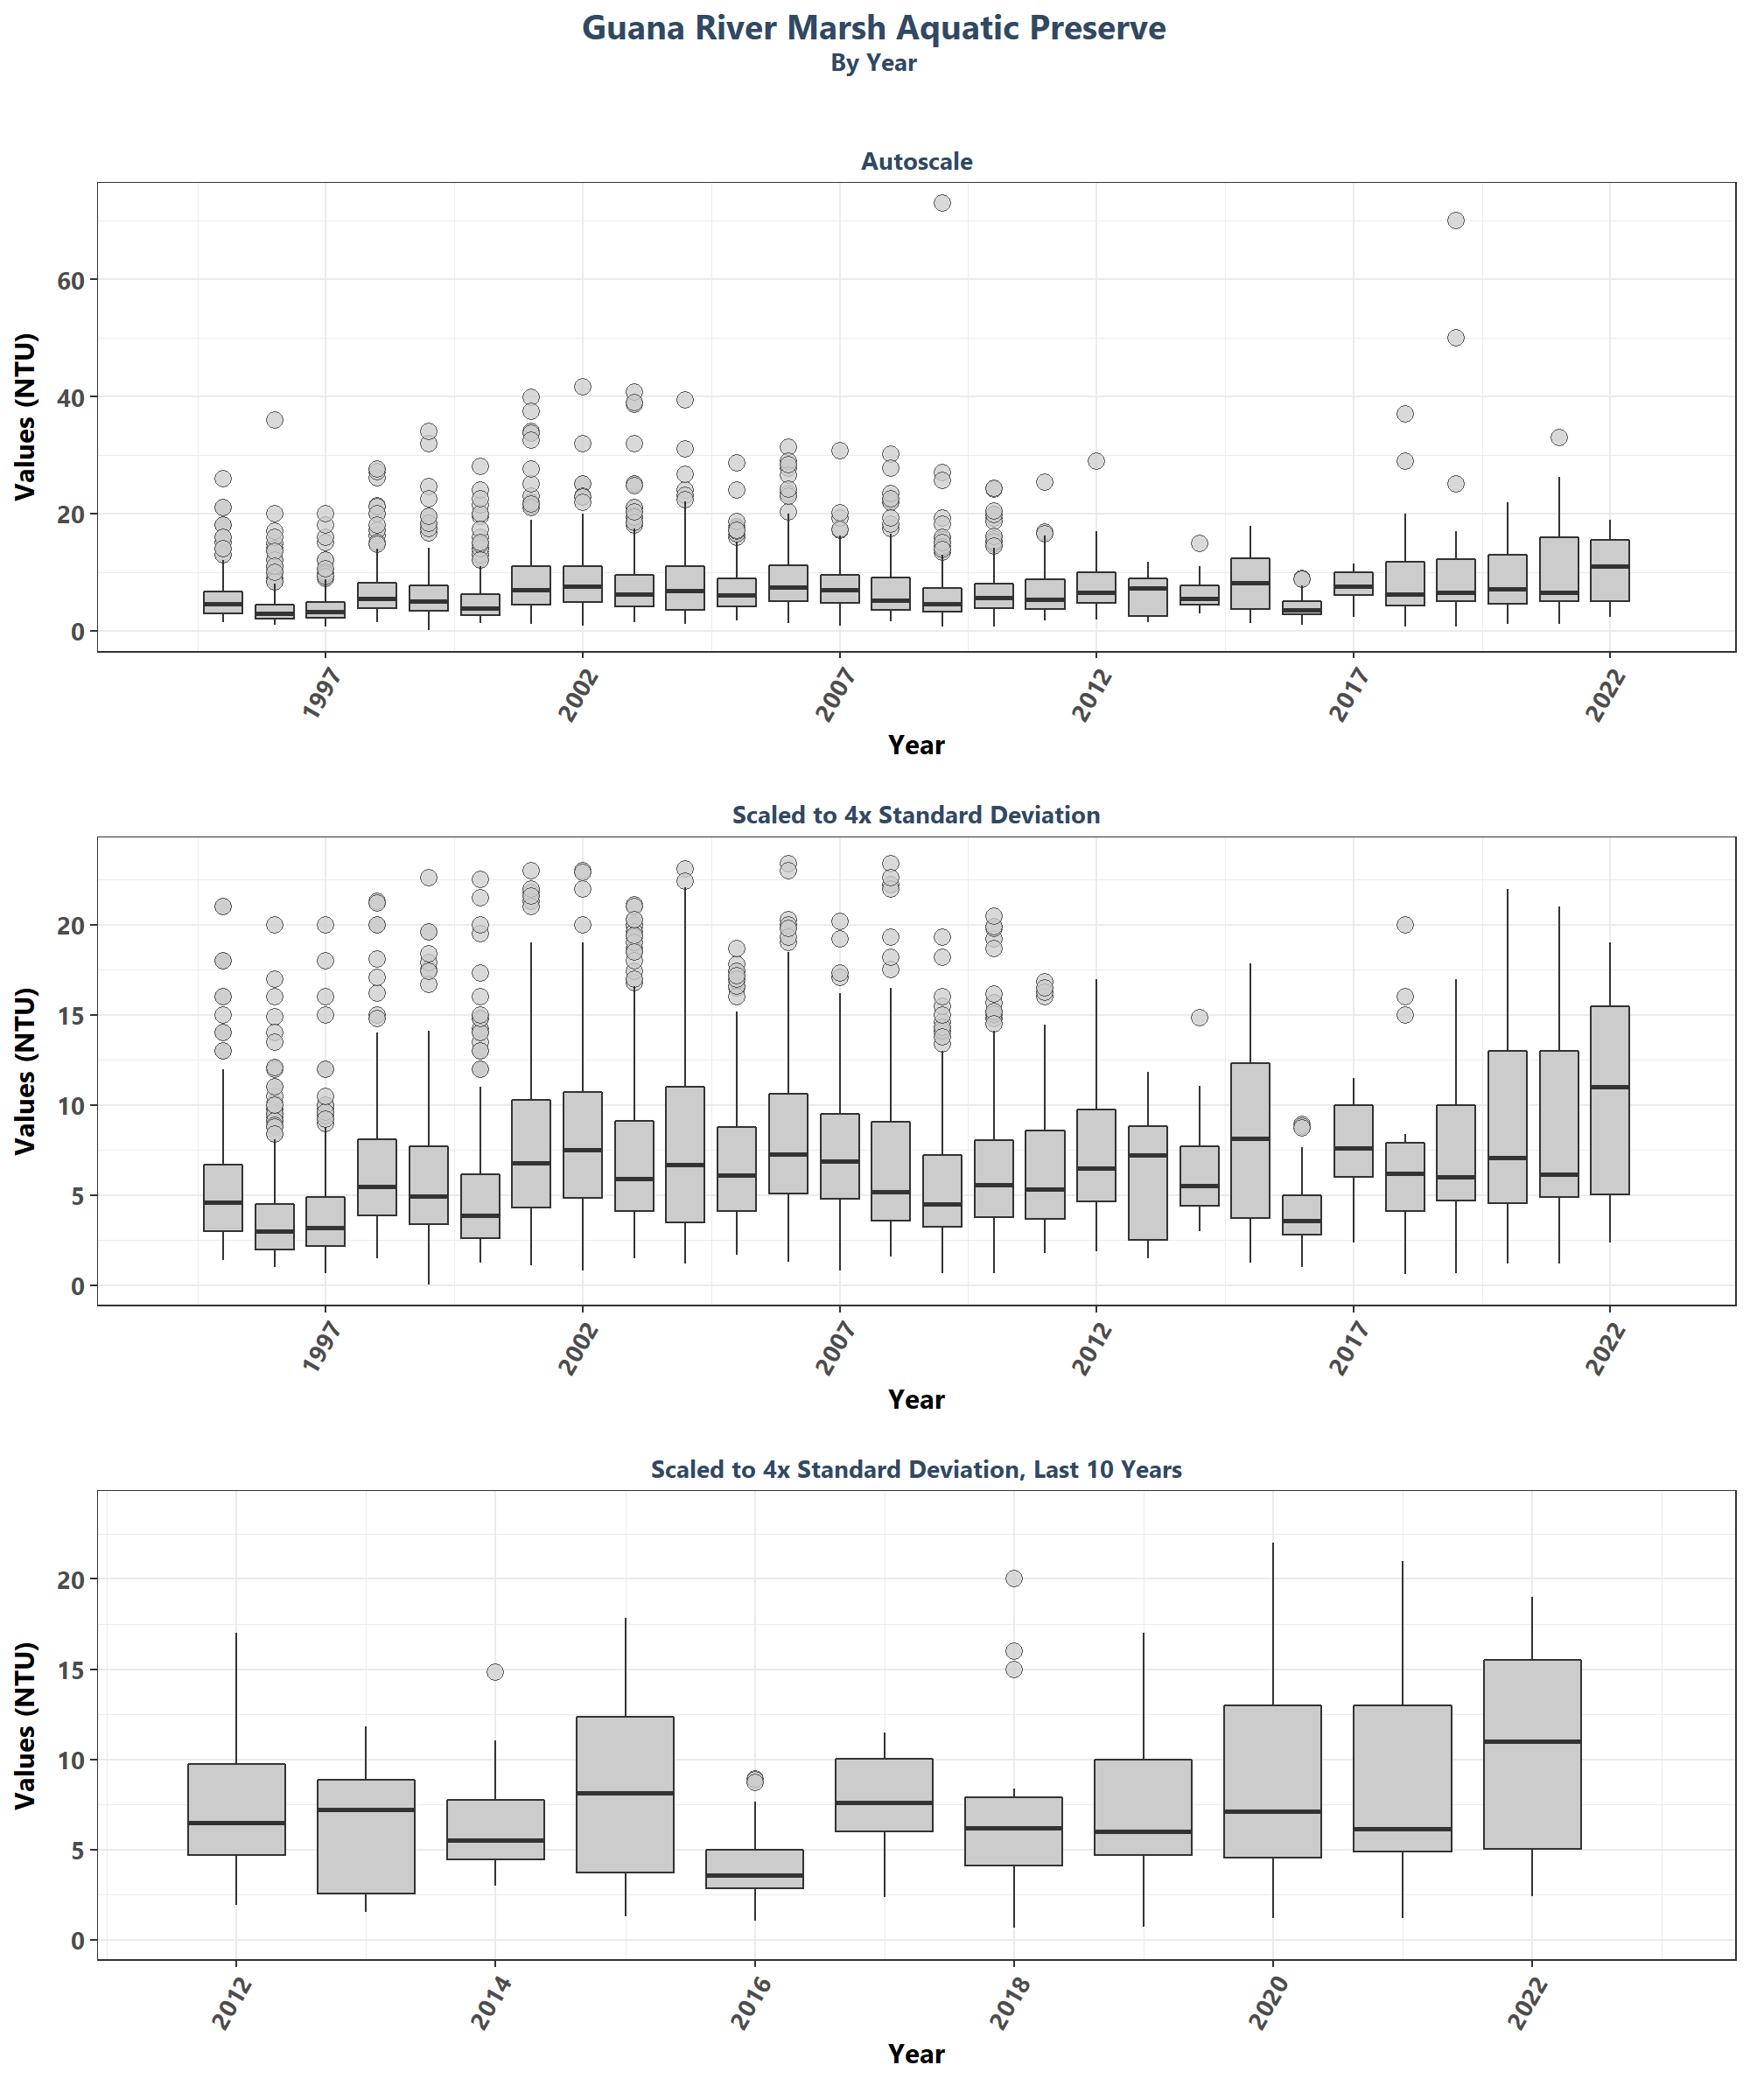 Guana River Marsh Aquatic Preserve
By Year
Autoscale
Values (NTU)
60
40
20
0
1997 2002 2007 2012 2017 2022
Year
Scaled to 4x Standard Deviation
Values (NTU)
20
15
10
5
0
1997 2002 2007 2012 2017 2022
Year
Scaled to 4x Standard Deviation, Last 10 Years
Values (NTU)
20
15
10
5
0
2012 2014 2016 2018 2020 2022
Year